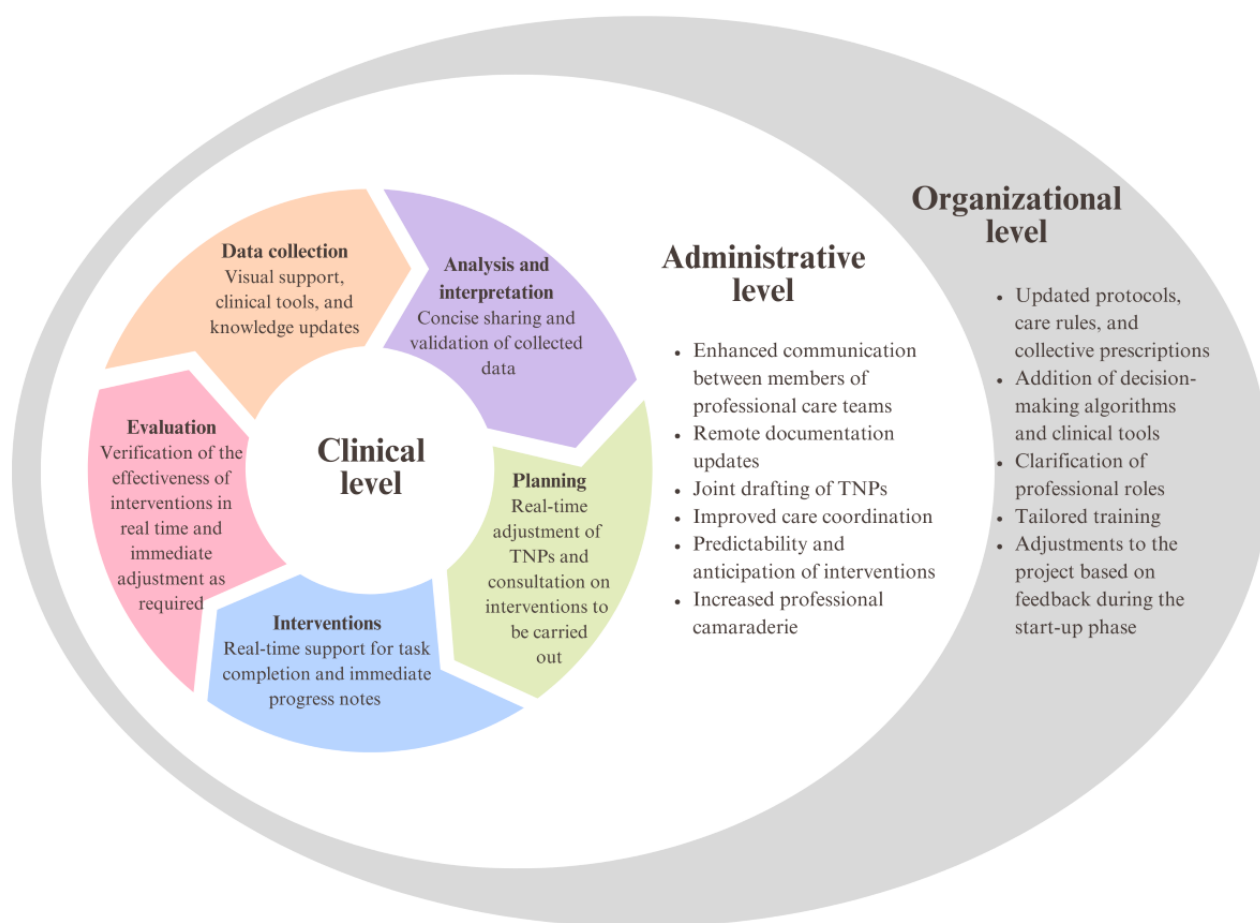 Data collection
Visual support,
clinical tools, and
knowledge updates
Analysis and
interpretation
Concise sharing and
validation of collected
data
Planning
Real-time
adjustment of
TNPs and
consultation on
interventions to
be carried
out
Interventions
Real-time support for task
completion and immediate
progress notes
Evaluation
Verification of the
effectiveness of
interventions in
real time and
immediate
adjustment as
required
Clinical
level
Administrative
level
• Enhanced communication
between members of
professional care teams
• Remote documentation
updates
• Joint drafting of TNPs
• Improved care coordination
• Predictability and
anticipation of interventions
• Increased professional
camaraderie
Organizational
level
• Updated protocols,
care rules, and
collective prescriptions
• Addition of decision-
making algorithms
and clinical tools
• Clarification of
professional roles
• Tailored training
• Adjustments to the
project based on
feedback during the
start-up phase